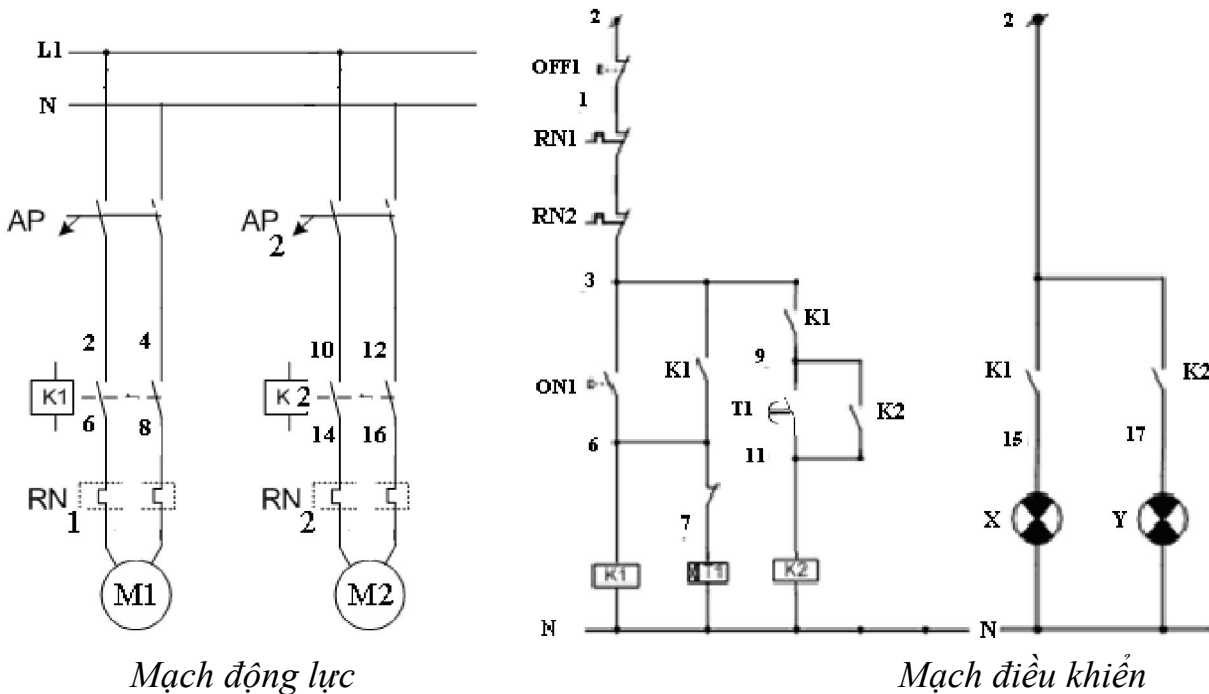 L1
N
AP
AP
2
2
4
10
12
K1
K 2
6
8
14
16
RN
1
RN
2
M1
M2
Mạch động lực
2
OFF1
1
RN1
RN2
3
K1
9
ON1
K1
T1
K2
6
11
7
K1
T1
K2
N
2
K1
K2
15
17
X
Y
N
Mạch điều khiển